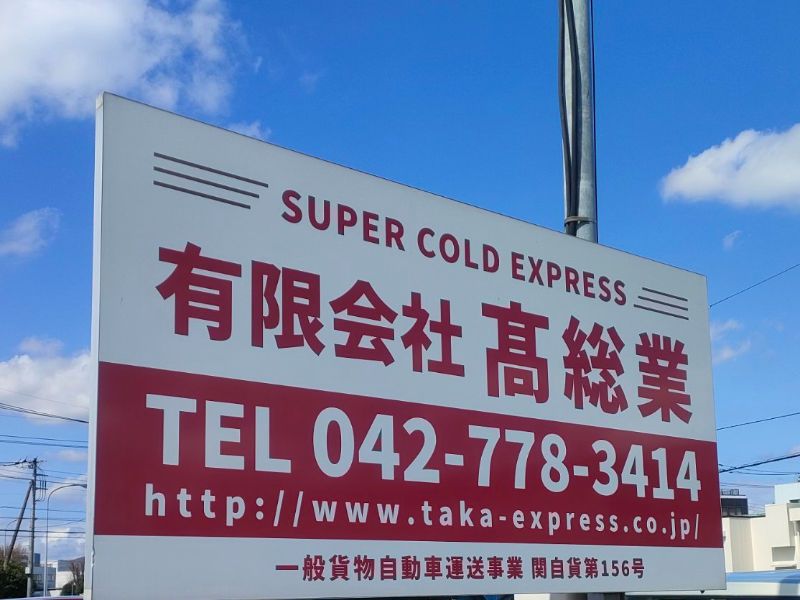 SUPER COLD EXPRESS
有限会社 髙総業
TEL 042-778-3414
http://www.taka-express.co.jp/
一般貨物自動車運送事業 関自貨第156号